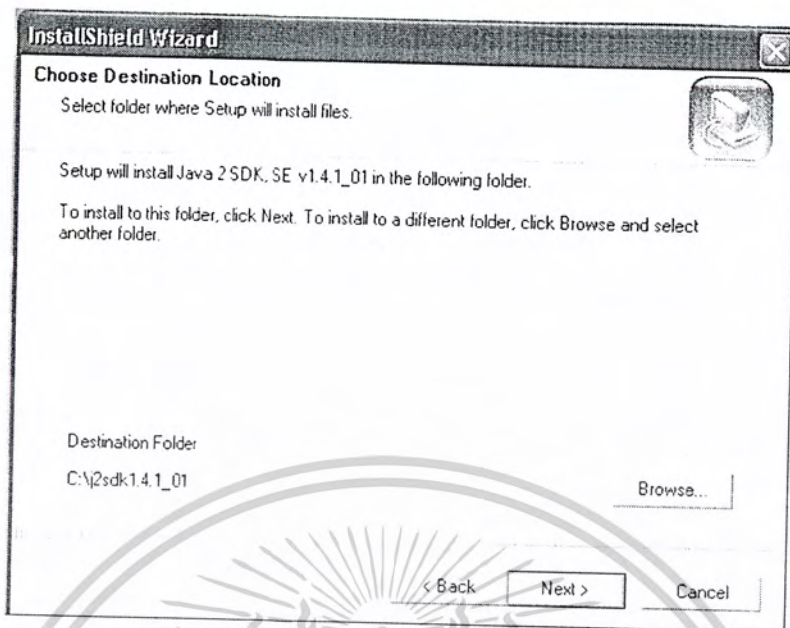 InstallShield Wizard
Choose Destination Location
Select folder where Setup will install files.
Setup will install Java 2 SDK, SE v1.4.1_01 in the following folder.
To install to this folder, click Next. To install to a different folder, click Browse and select
another folder.
Destination Folder
C:\j2sdk1.4.1_01
Browse...
< Back
Next >
Cancel